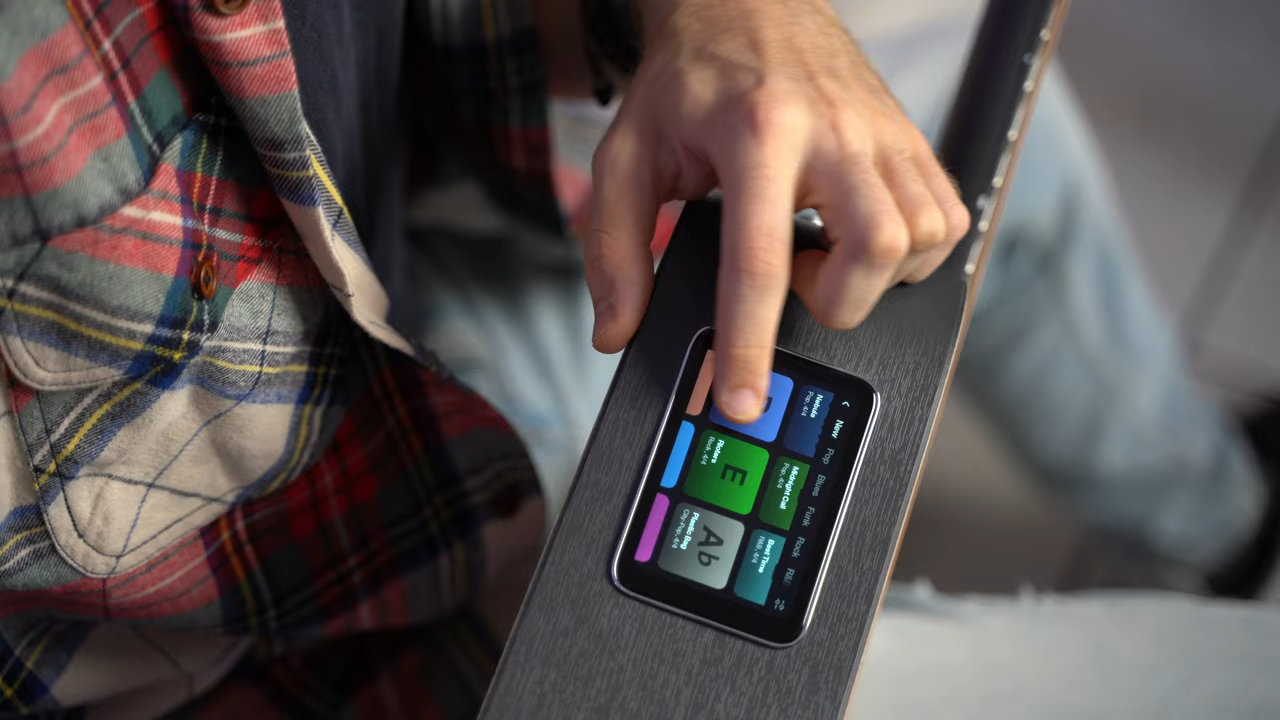 New Pop Blues Funk Rock R&B
Nebula
Pop, 4/4
Midnight Call
Pop, 4/4
Best Time
R&B, 4/4
E
Riders
Rock, 4/4
Ab
Plastic Bag
City-Pop, 4/4